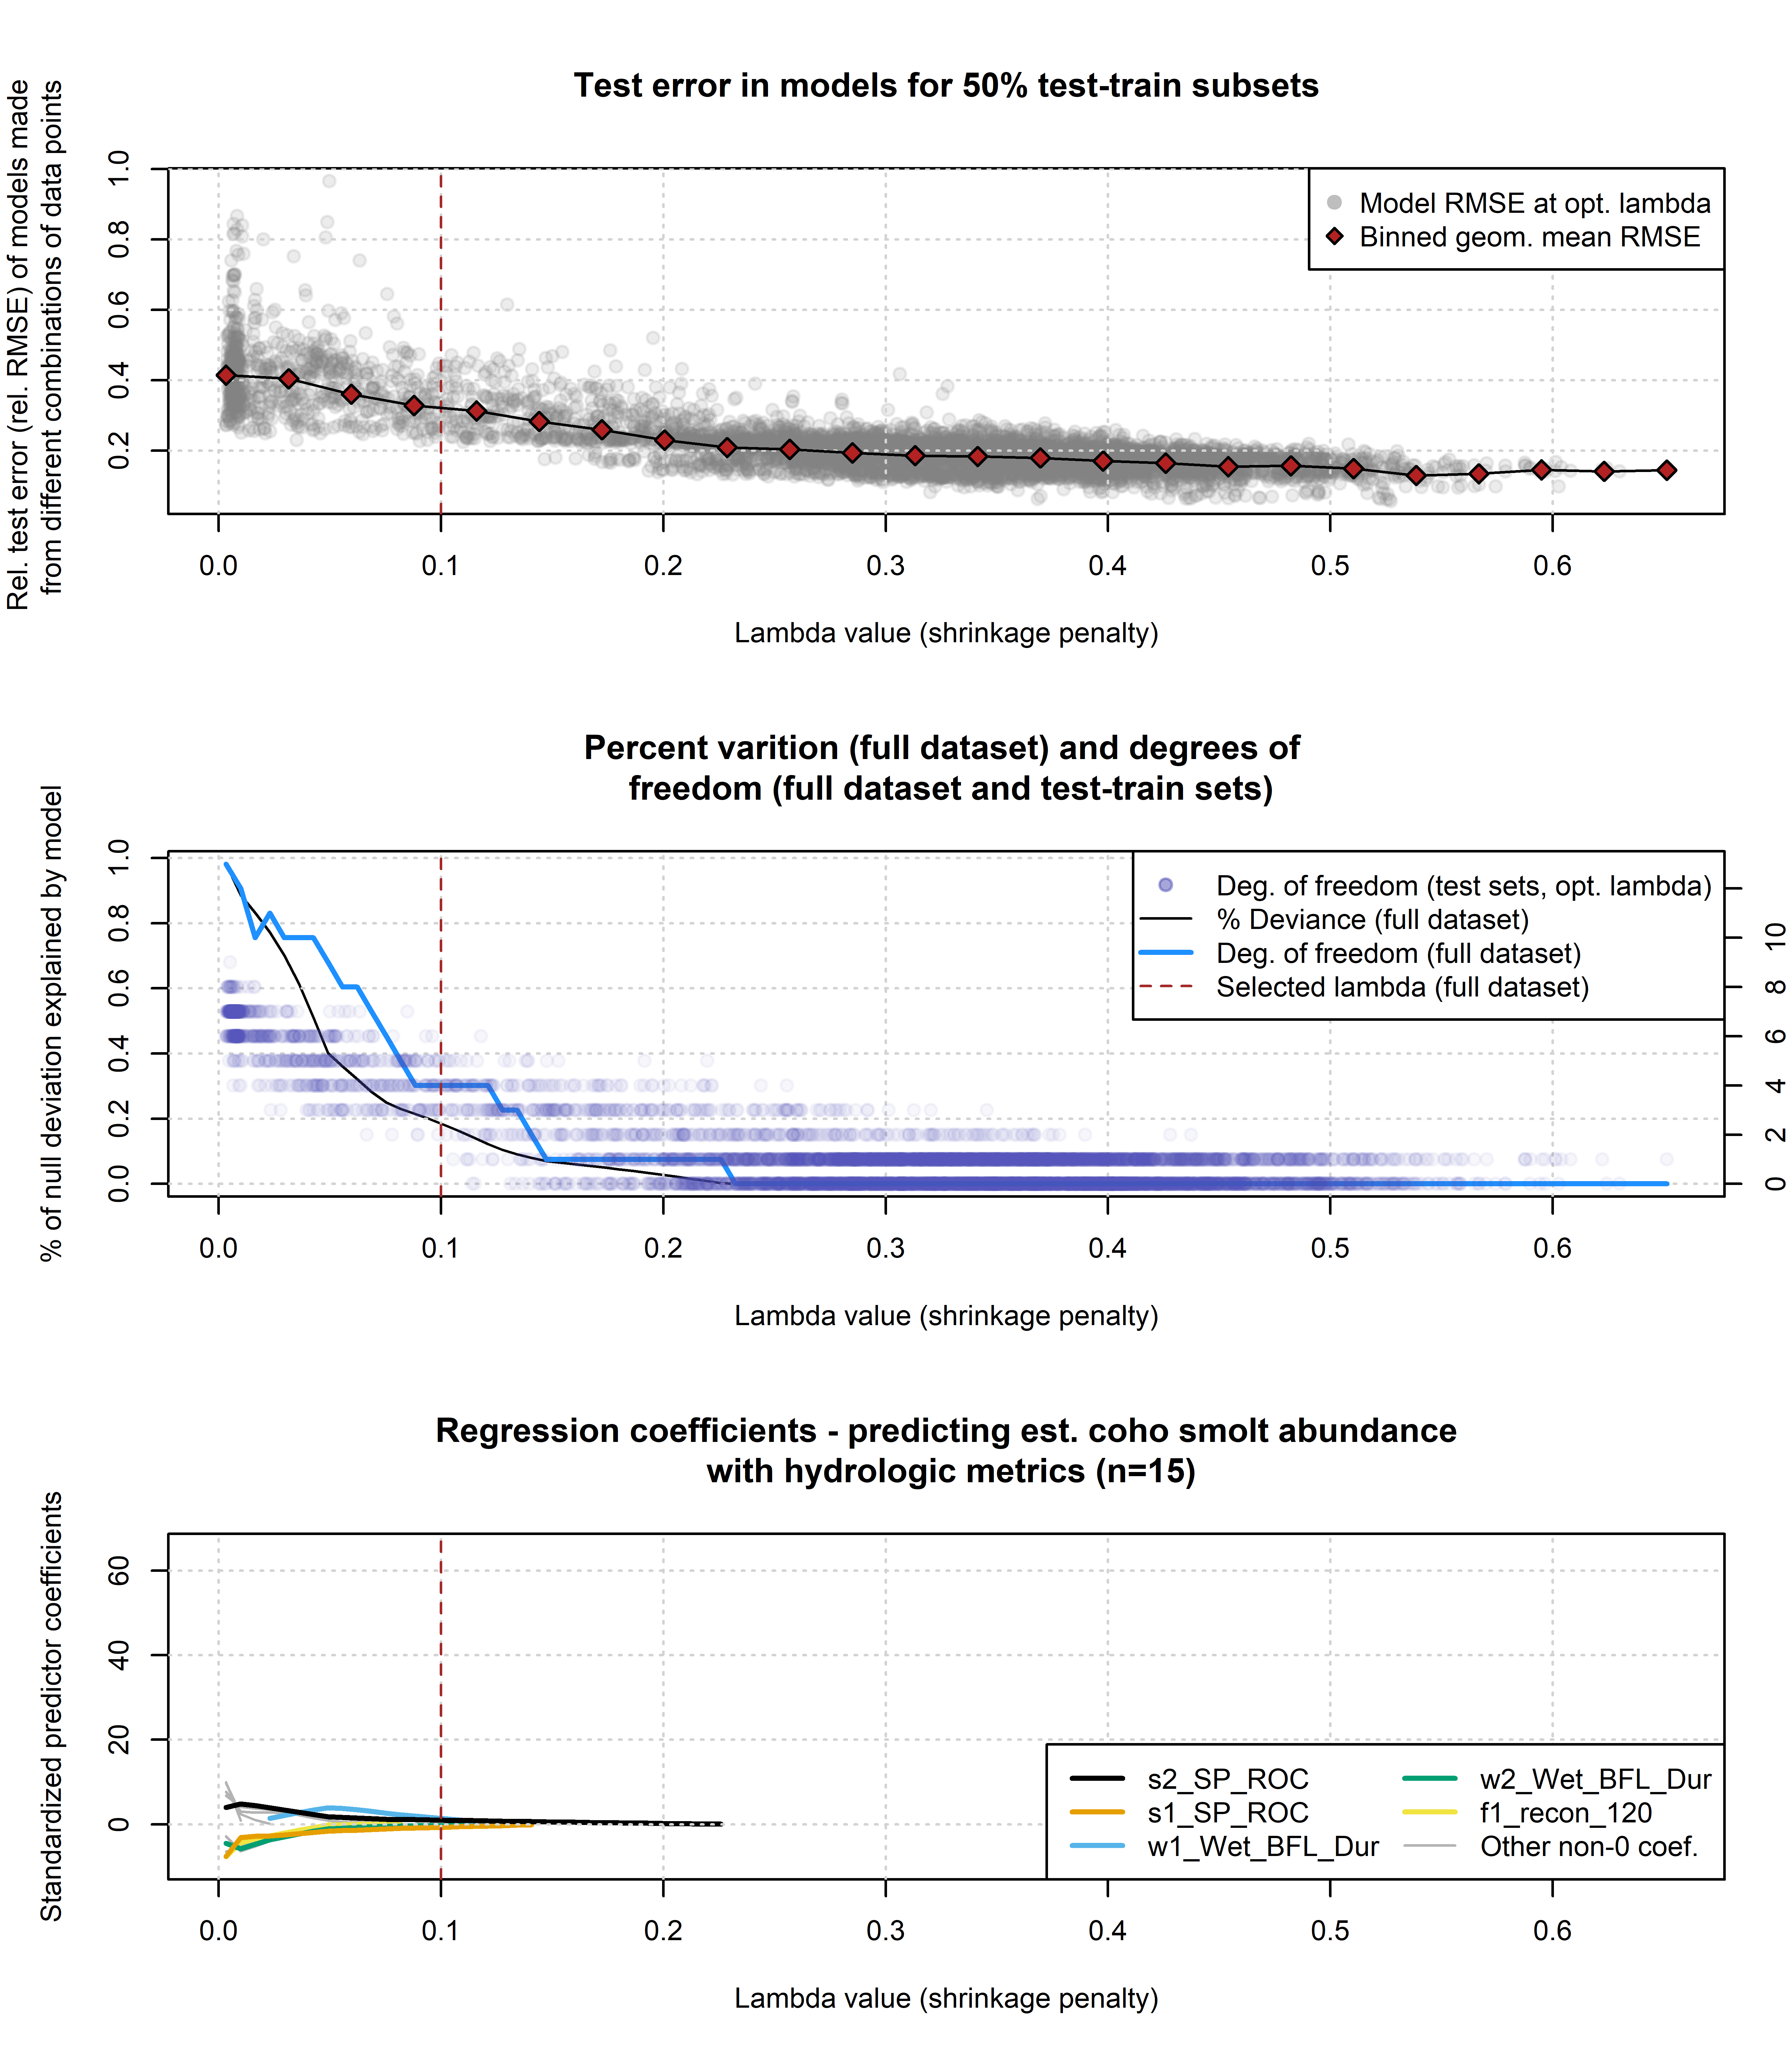 Test error in models for 50% test-train subsets
Rel. test error (rel. RMSE) of models made
from different combinations of data points
1.0
0.8
0.6
0.4
0.2
Model RMSE at opt. lambda
Binned geom. mean RMSE
0.0 0.1 0.2 0.3 0.4 0.5 0.6
Lambda value (shrinkage penalty)
Percent varition (full dataset) and degrees of
freedom (full dataset and test-train sets)
% of null deviation explained by model
1.0
0.8
0.6
0.4
0.2
0.0
Deg. of freedom (test sets, opt. lambda)
% Deviance (full dataset)
Deg. of freedom (full dataset)
Selected lambda (full dataset)
10
8
6
4
2
0
0.0 0.1 0.2 0.3 0.4 0.5 0.6
Lambda value (shrinkage penalty)
Regression coefficients - predicting est. coho smolt abundance
with hydrologic metrics (n=15)
Standardized predictor coefficients
60
40
20
0
s2_SP_ROC
s1_SP_ROC
w1_Wet_BFL_Dur
w2_Wet_BFL_Dur
f1_recon_120
Other non-0 coef.
0.0 0.1 0.2 0.3 0.4 0.5 0.6
Lambda value (shrinkage penalty)